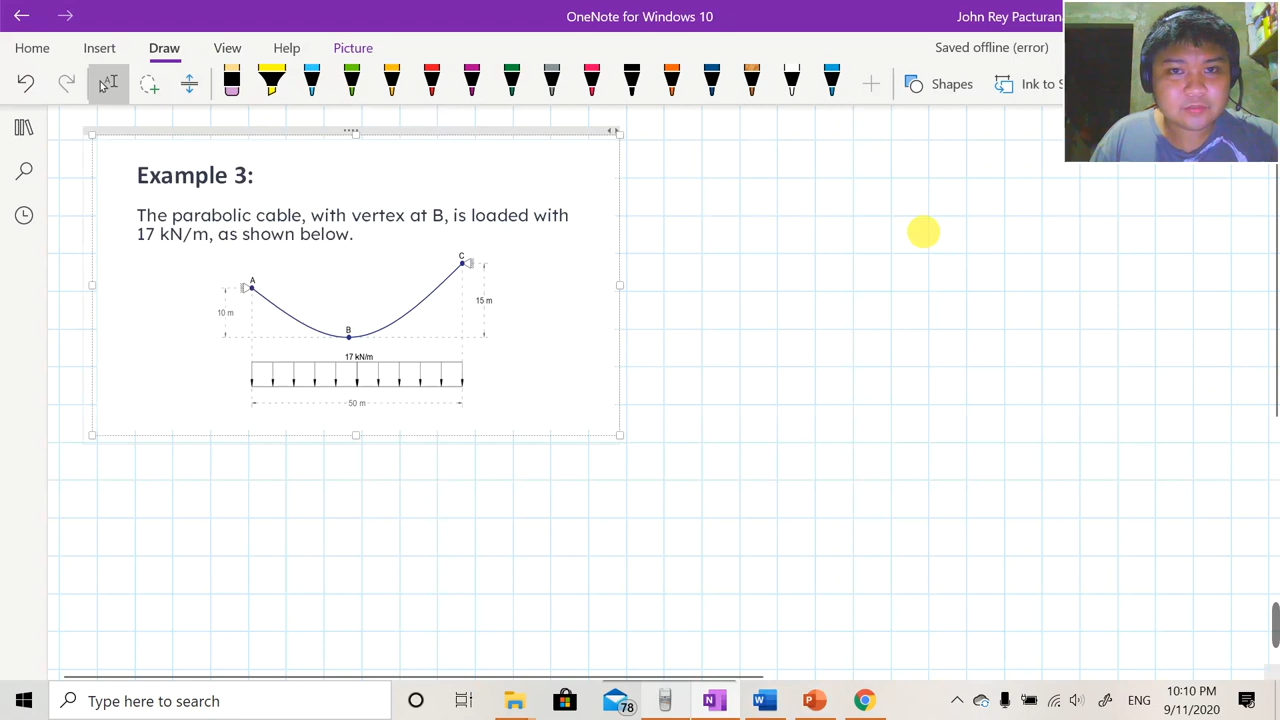 OneNote for Windows 10
John Rey Pacturan
Home
Insert
Draw
View
Help
Picture
Saved offline (error)
Shapes
Ink to S
Example 3:
The parabolic cable, with vertex at B, is loaded with
17 kN/m, as shown below.
C
A
15 m
10 m
B
17 kN/m
50 m
Type here to search
78
ENG
10:10 PM
9/11/2020